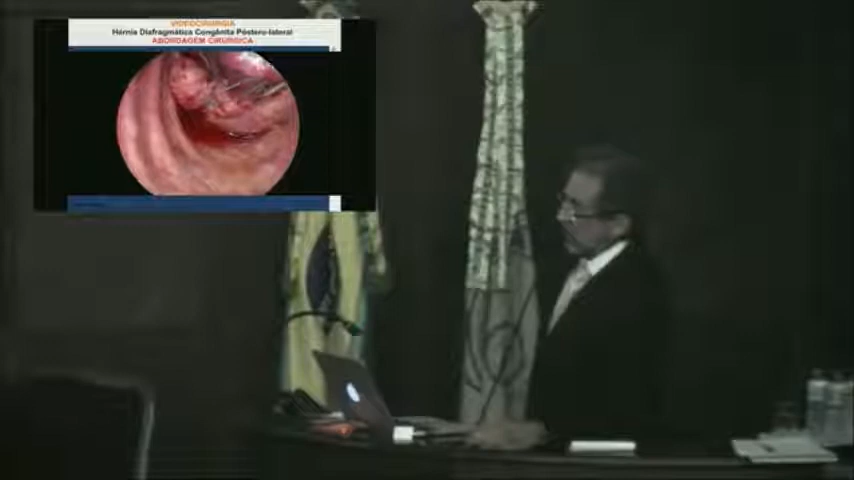 VIDEOCIRURGIA
Hérnia Diafragmática Congênita Póstero-lateral
ABORDAGEM CIRÚRGICA